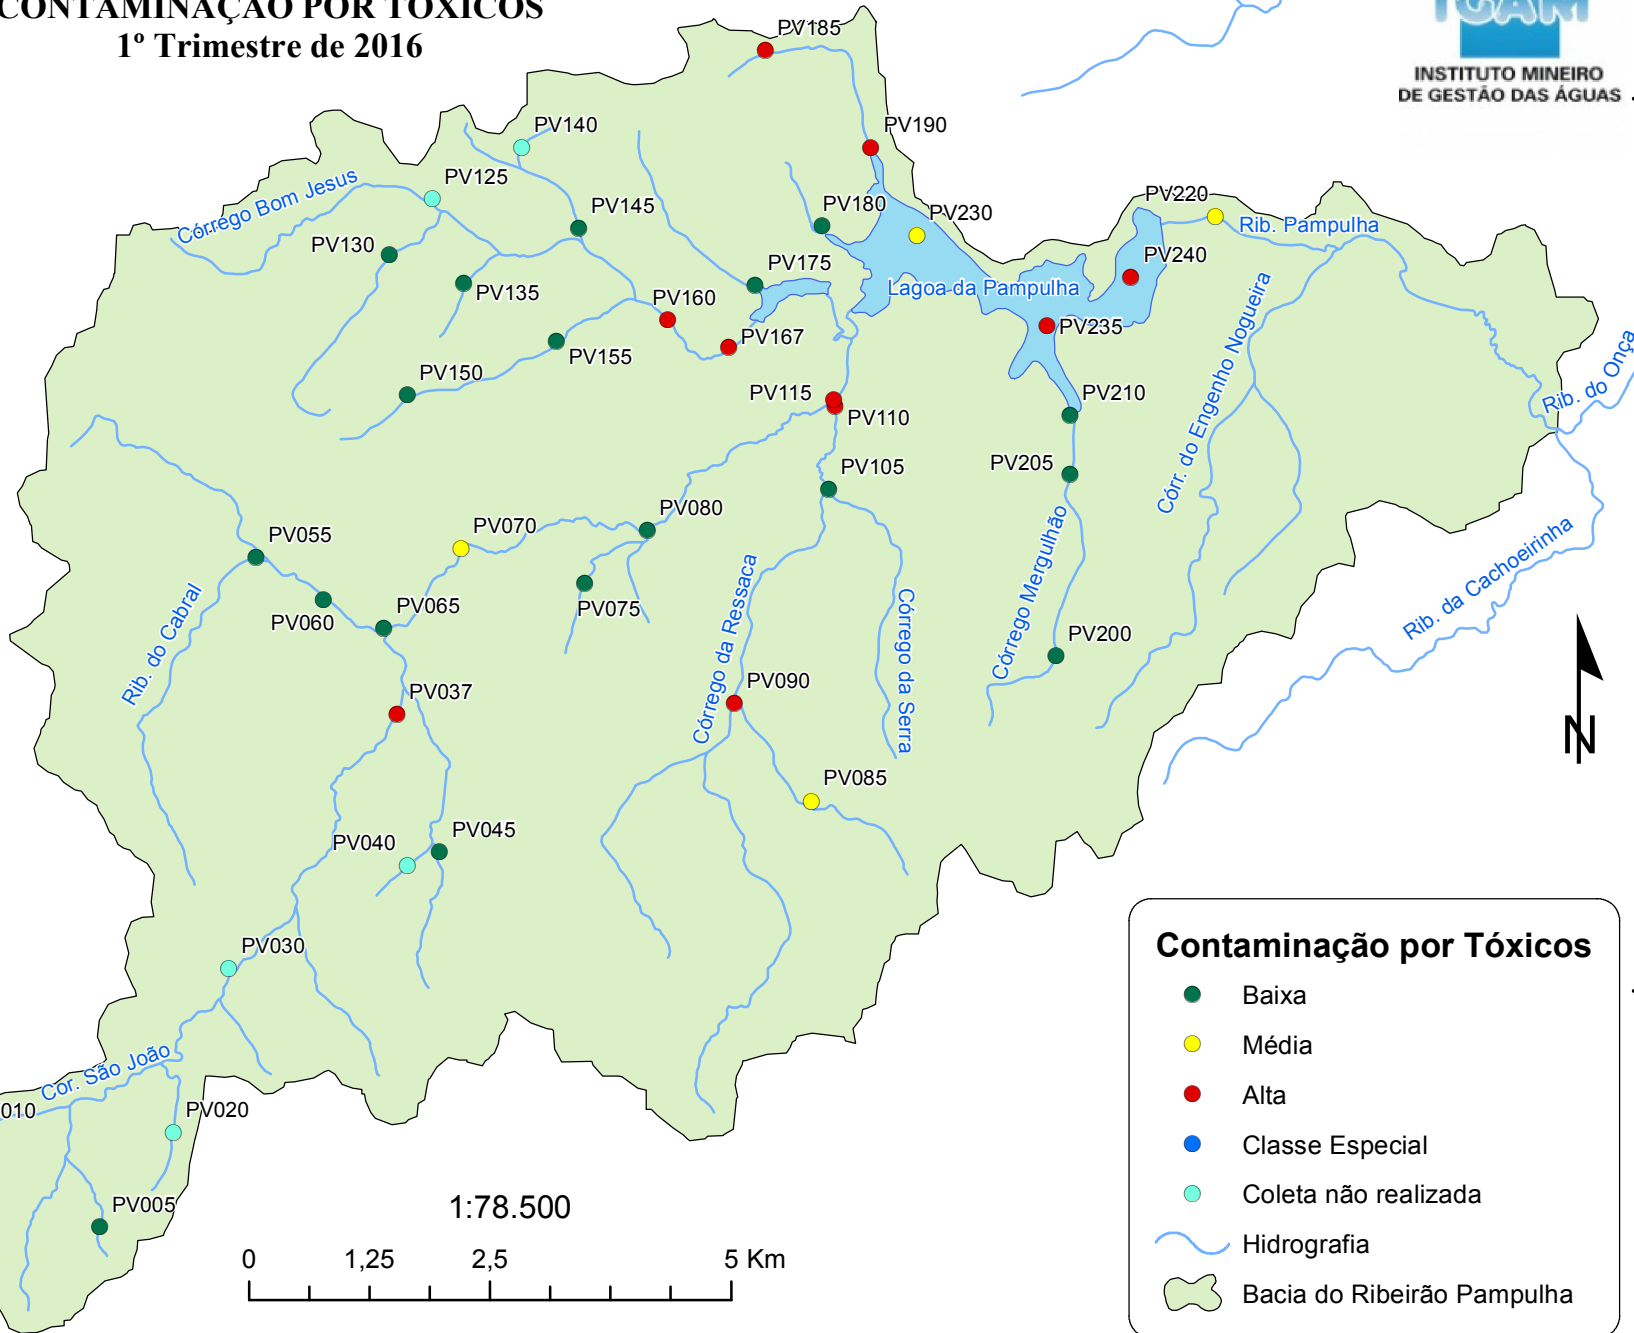 CONTAMINAÇÃO POR TÓXICOS
1º Trimestre de 2016
IGAM
INSTITUTO MINEIRO
DE GESTÃO DAS ÁGUAS
PV185
PV140
PV190
PV125
Córrego Bom Jesus
PV145
PV180
PV230
PV220
Rib. Pampulha
PV130
PV175
PV240
PV135
Lagoa da Pampulha
PV160
PV235
PV167
PV155
PV150
PV115
PV110
PV210
Córr. do Engenho Nogueira
Rib. do Onça
PV105
PV205
PV080
PV070
PV055
Córrego Mergulhão
PV075
PV065
PV060
Rib. do Cabral
Córrego da Ressaca
Córrego da Serra
Rib. da Cachoeirinha
PV200
PV037
PV090
N
PV085
PV045
PV040
PV030
Cor. São João
010
PV020
PV005
1:78.500
0 1,25 2,5 5 Km
Contaminação por Tóxicos
Baixa
Média
Alta
Classe Especial
Coleta não realizada
Hidrografia
Bacia do Ribeirão Pampulha